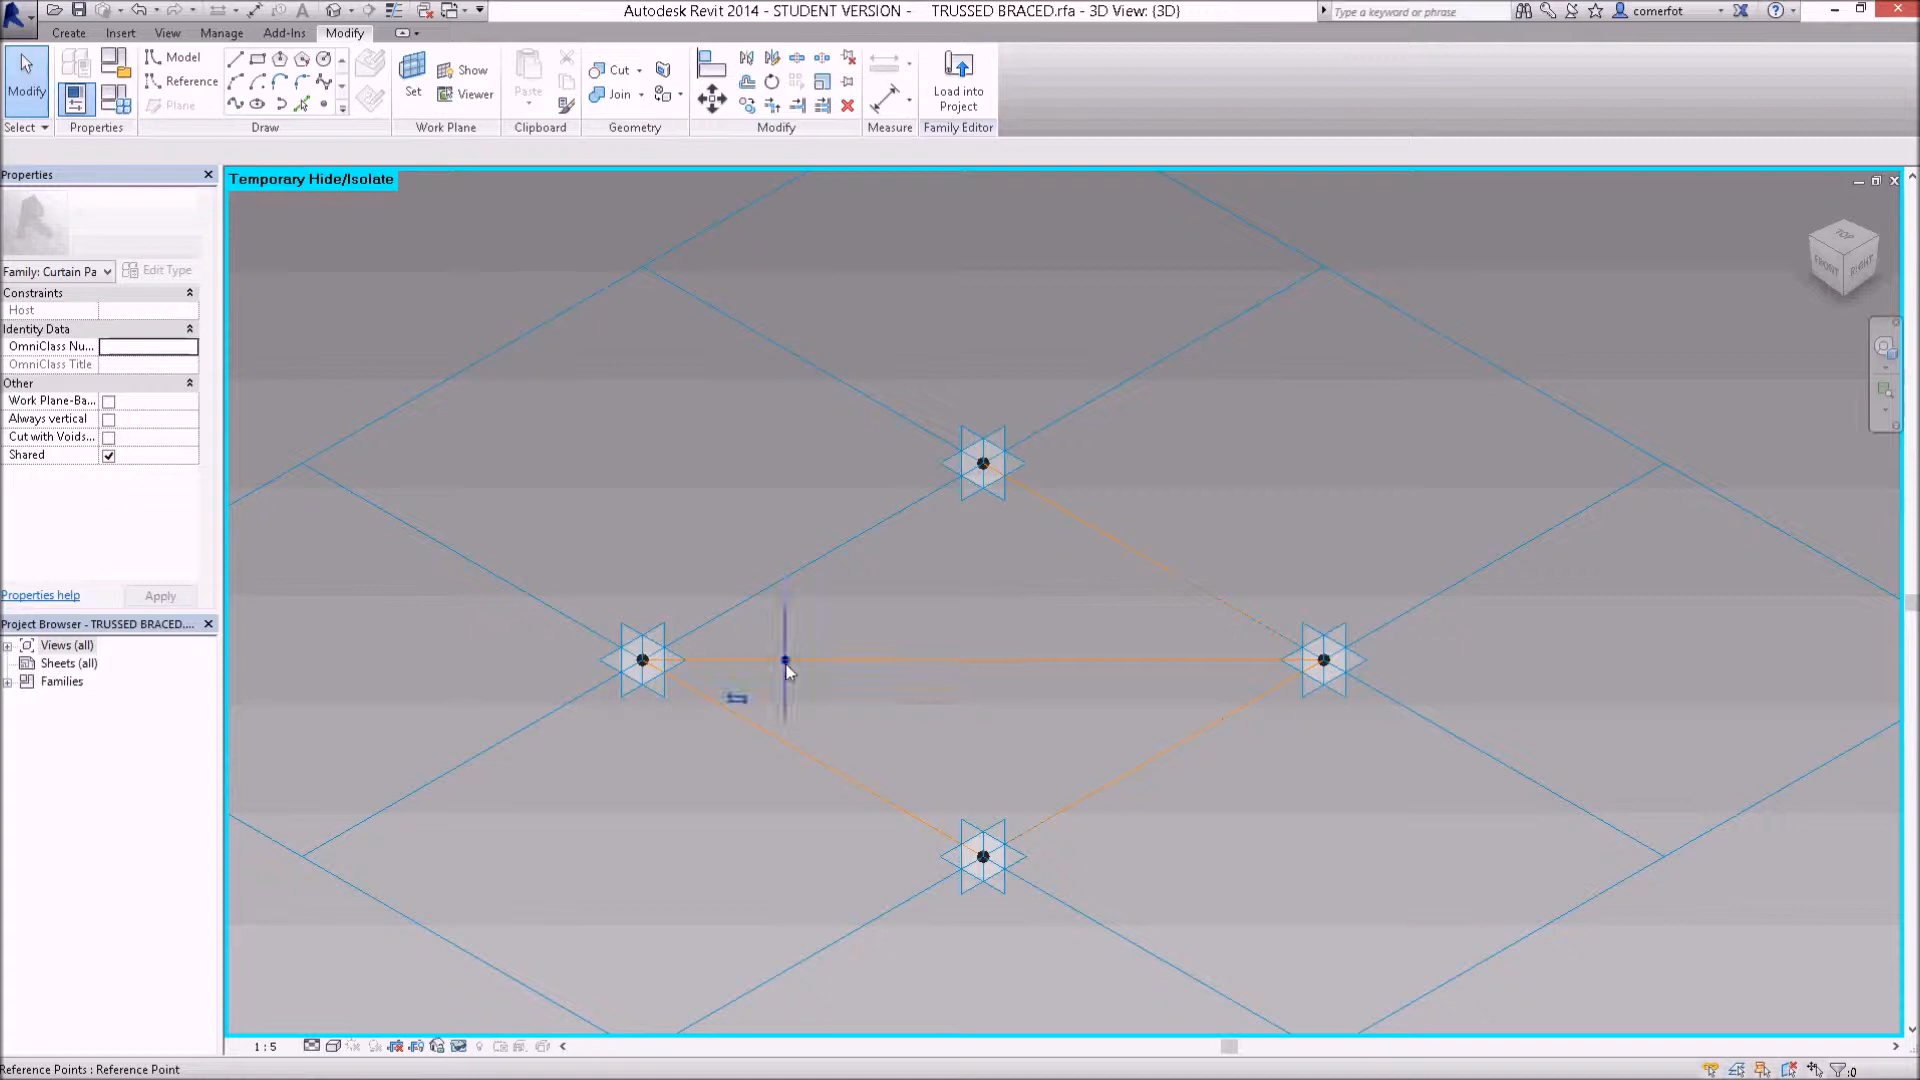 Autodesk Revit 2014 - STUDENT VERSION - TRUSSED BRACED.rfa - 3D View: {3D}
Type a keyword or phrase
comerfot
Create
Insert
View
Manage
Add-Ins
Modify
Modify
Model
Reference
Plane
Set
Show
Viewer
Paste
Cut
Join
Load into
Project
Select
Properties
Draw
Work Plane
Clipboard
Geometry
Modify
Measure
Family Editor
Properties
Temporary Hide/Isolate
Family: Curtain Pa
Edit Type
Constraints
Host
Identity Data
OmniClass Nu...
OmniClass Title
Other
Work Plane-Ba...
Always vertical
Cut with Voids...
Shared
Properties help
Apply
Project Browser - TRUSSED BRACED....
Views (all)
Sheets (all)
Families
TOP
FRONT
RIGHT
1 : 5
Reference Points : Reference Point
:0